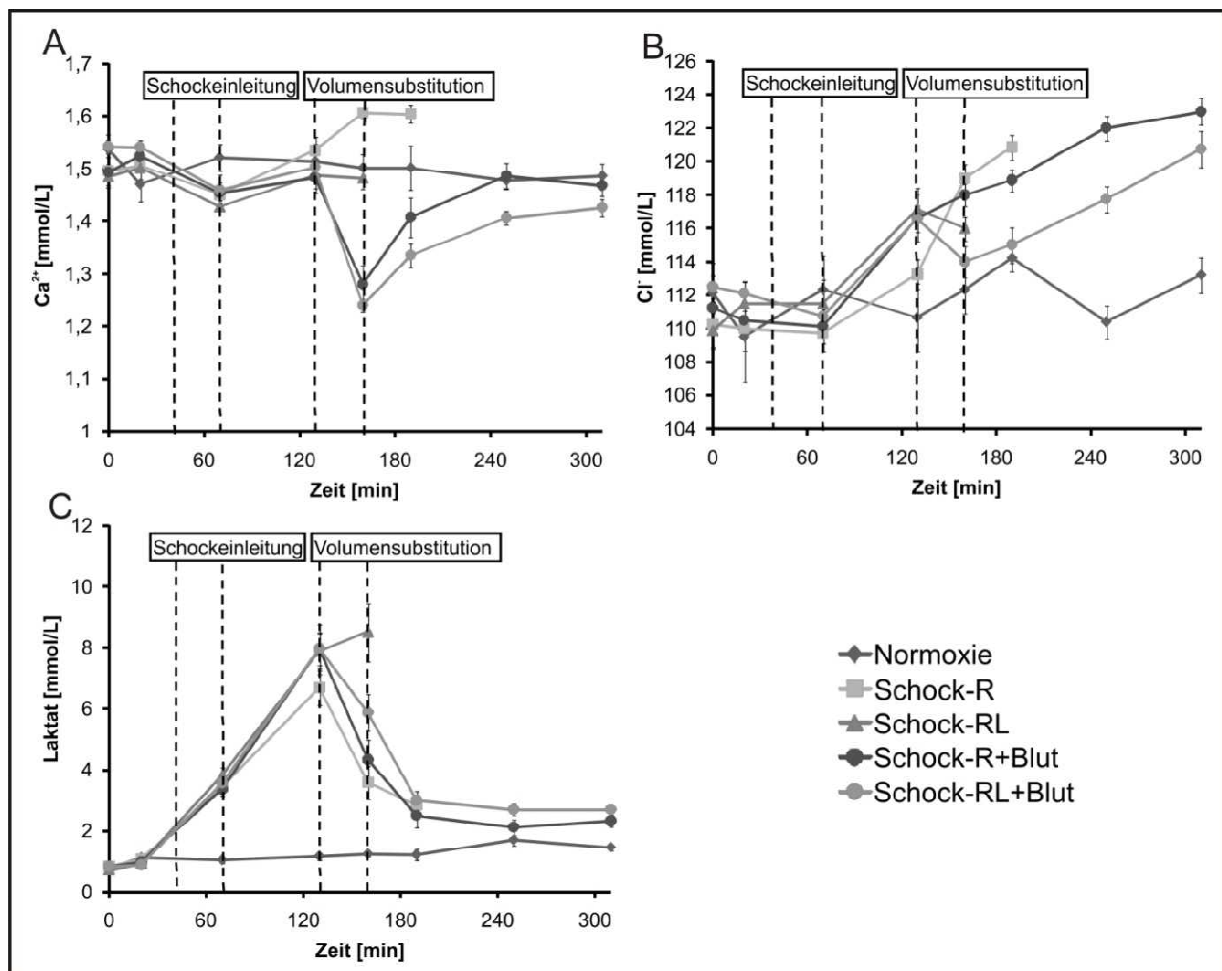 A
1,7
1,6
1,5
1,4
1,3
1,2
1,1
1
Ca²⁺ [mmol/L]
Schockeinleitung
Volumensubstitution
0 60 120 180 240 300
Zeit [min]
B
126
124
122
120
118
116
114
112
110
108
106
104
Cl⁻ [mmol/L]
Schockeinleitung
Volumensubstitution
0 60 120 180 240 300
Zeit [min]
C
12
10
8
6
4
2
0
Laktat [mmol/L]
Schockeinleitung
Volumensubstitution
0 60 120 180 240 300
Zeit [min]
Normoxie
Schock-R
Schock-RL
Schock-R+Blut
Schock-RL+Blut